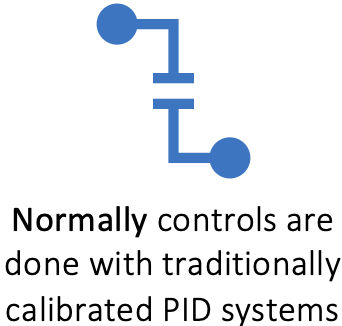 Normally controls are
done with traditionally
calibrated PID systems